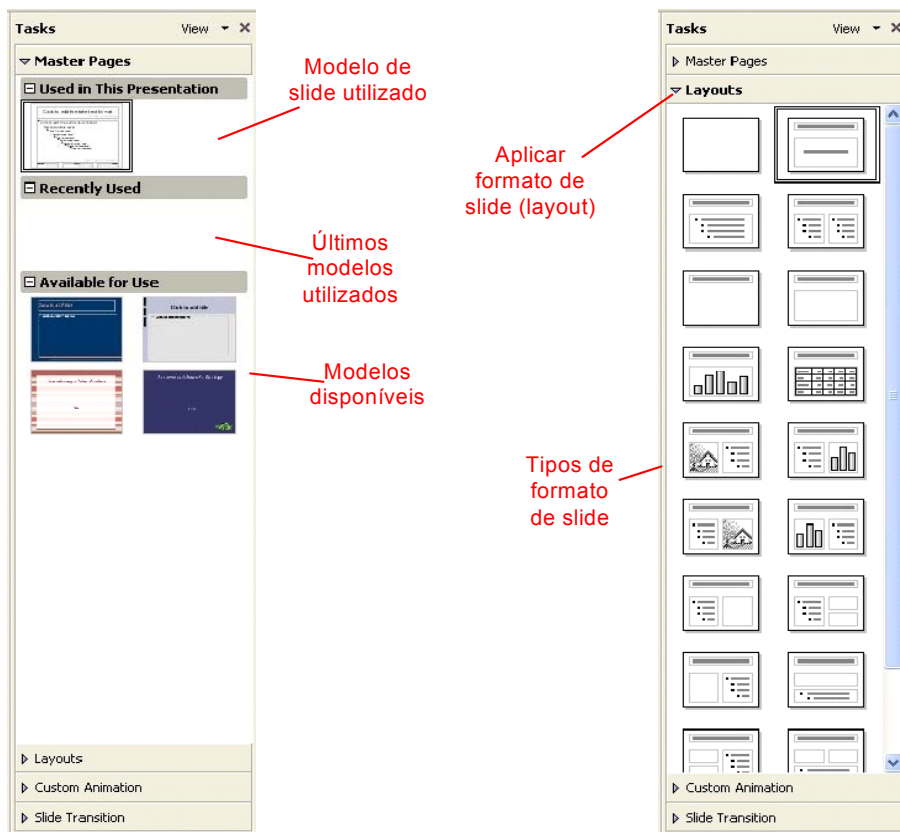 Tasks
View
Master Pages
Used in This Presentation
Recently Used
Available for Use
Layouts
Custom Animation
Slide Transition
Modelo de
slide utilizado
Últimos
modelos
utilizados
Modelos
disponíveis
Aplicar
formato de
slide (layout)
Tipos de
formato
de slide
Tasks
View
Master Pages
Layouts
Custom Animation
Slide Transition